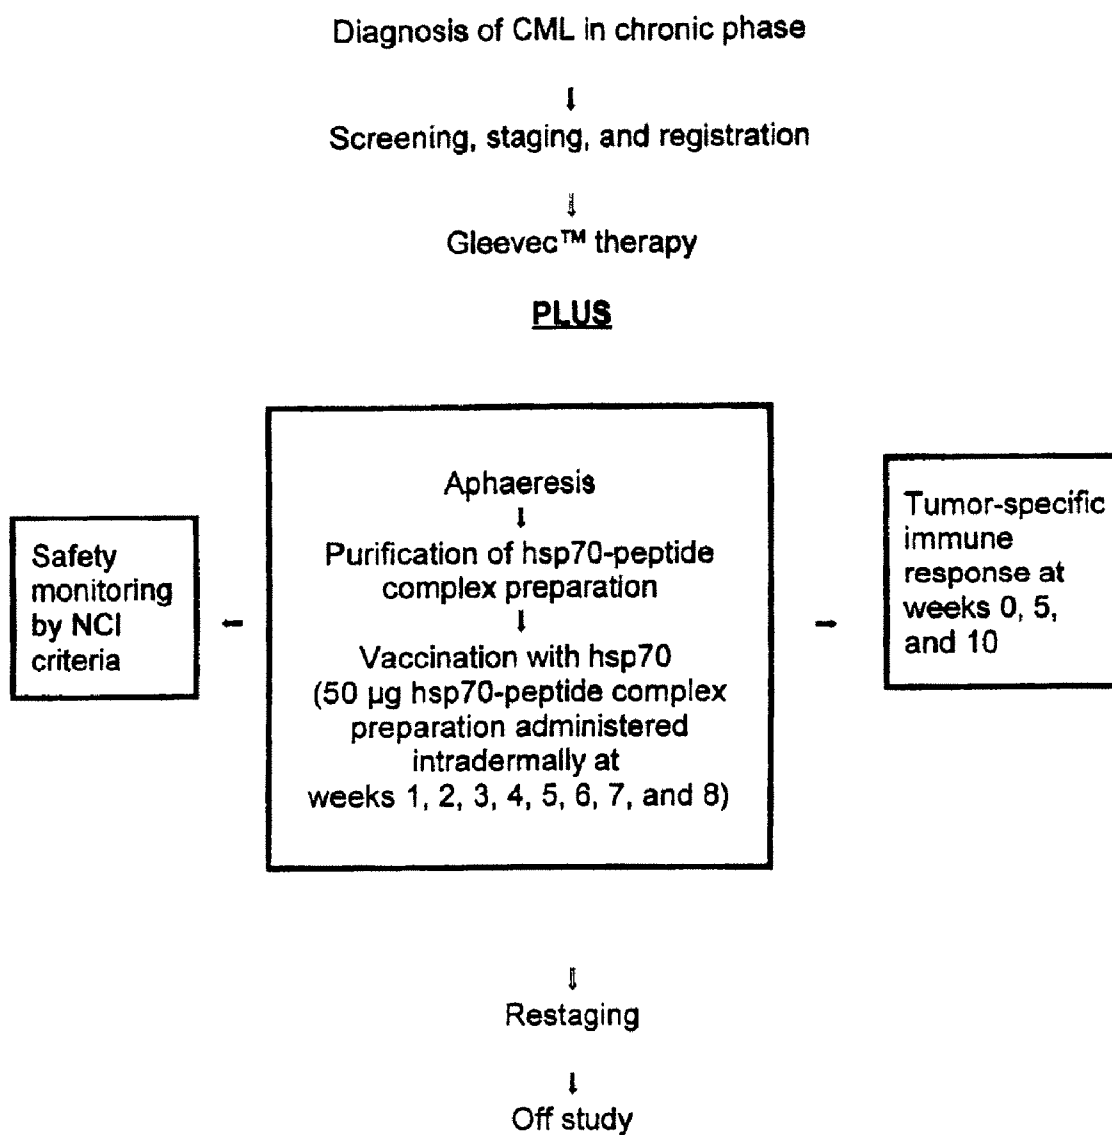 Diagnosis of CML in chronic phase
Screening, staging, and registration
Gleevec™ therapy
PLUS
Safety
monitoring
by NCI
criteria
Aphaeresis
Purification of hsp70-peptide
complex preparation
Vaccination with hsp70
(50 µg hsp70-peptide complex
preparation administered
intradermally at
weeks 1, 2, 3, 4, 5, 6, 7, and 8)
Tumor-specific
immune
response at
weeks 0, 5,
and 10
Restaging
Off study